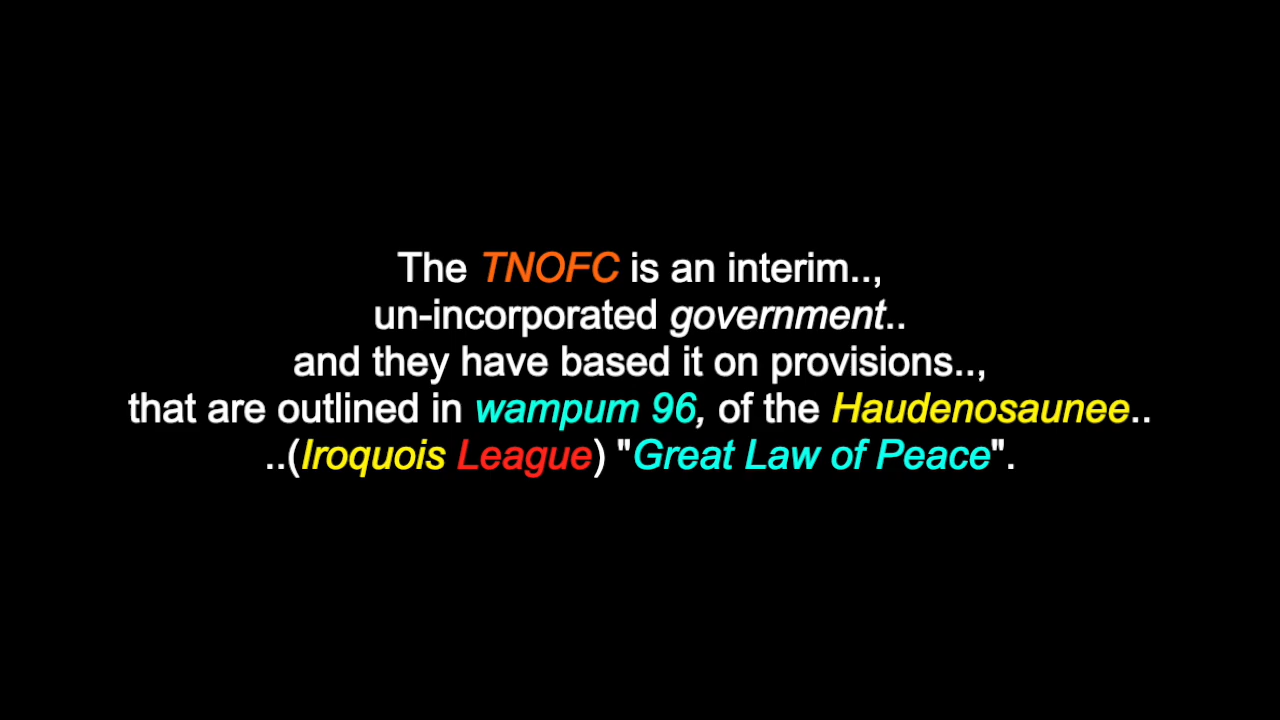 The TNOFC is an interim..,
un-incorporated government..
and they have based it on provisions..,
that are outlined in wampum 96, of the Haudenosaunee..
..(Iroquois League) "Great Law of Peace".